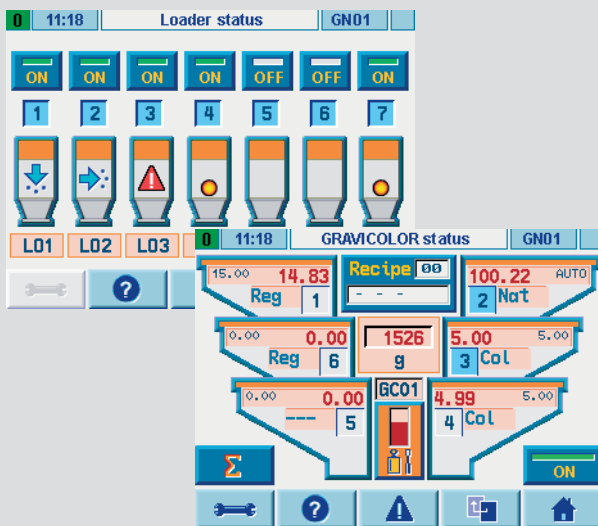 0 11:18 Loader status GN01
ON ON ON ON OFF OFF ON
1 2 3 4 5 6 7
L01 L02 L03
?
0 11:18 GRAVICOLOR status GN01
15.00 14.83 Recipe 00 100.22 AUTO
Reg 1 - - - 2 Nat
0.00 0.00 1526 5.00 5.00
Reg 6 g 3 Col
0.00 0.00 GC01 4.99 5.00
--- 5 4 Col
Σ ON
?